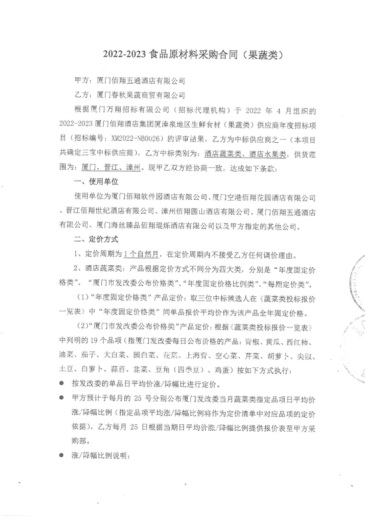 2022-2023 食品原材料采购合同（果蔬类）
甲方：厦门佰翔五通酒店有限公司
乙方：厦门春秋果蔬商贸有限公司
根据厦门万翔招标有限公司（招标代理机构）于 2022 年 4 月组织的
2022-2023 厦门佰翔酒店集团厦漳泉地区生鲜食材（果蔬类）供应商年度招标项
目（招标编号：XW2022-NB0026）的评审结果，乙方为中标供应商之一（本项目
共确定三家中标供应商），乙方中标类别为：酒店蔬菜类、酒店水果类，供货范
围为：厦门、晋江、漳州。现甲乙双方经协商一致，达成如下条款：
一、使用单位
使用单位为厦门佰翔软件园酒店有限公司、厦门空港佰翔花园酒店有限公司
、晋江佰翔世纪酒店有限公司、漳州佰翔圆山酒店有限公司、厦门佰翔五通酒店
有限公司、厦门海丝臻品佰翔观烁酒店有限公司以及甲方指定的其他公司。
二、定价方式
1、定价周期为1个自然月，在定价周期内不接受乙方任何调价理由。
2、酒店蔬菜类：产品根据定价方式不同分为四大类，分别是“年度固定价
格类”、“厦门市发改委公布价格类”、“年度固定价格比例类”、“每期定价类”。
（1）“年度固定价格类”产品定价：取三位中标候选人在《蔬菜类投标报价
一览表》中“年度固定价格类”同单品报价平均价作为该产品全年固定价。
（2）“厦门市发改委公布价格类”产品定价：根据《蔬菜类投标报价一览表》
中列明的 19 个品项（指厦门发改委每日公布价格的产品：青椒、黄瓜、西红柿、
油菜、茄子、大白菜、圆白菜、花菜、上海青、空心菜、芹菜、胡萝卜、尖椒、
土豆、白萝卜、蒜苔、韭菜、豆角（四季豆）、鸡蛋）按如下方式执行：
● 按发改委的单品日平均价涨/降幅比进行定价。
● 甲方预计于每月的 25 号分别公布厦门发改委当月蔬菜类指定品项日平均价
涨/降幅比例（指定品项平均涨/降幅比例将作为定价清单中对应品项的定价
依据），乙方每月 25 日根据当期日平均价涨/降幅比例提供报价表至甲方采
购部。
● 涨/降幅比例说明：